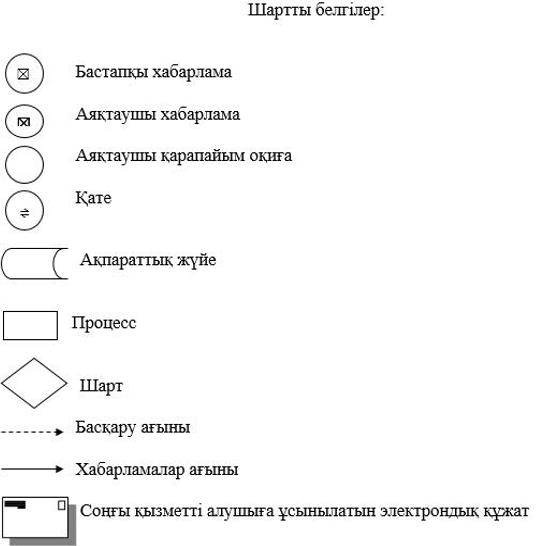 Шартты белгілер:
Бастапқы хабарлама
Аяқтаушы хабарлама
Аяқтаушы қарапайым оқиға
Қате
Ақпараттық жүйе
Процесс
Шарт
Басқару ағыны
Хабарламалар ағыны
Соңғы қызметті алушыға ұсынылатын электрондық құжат